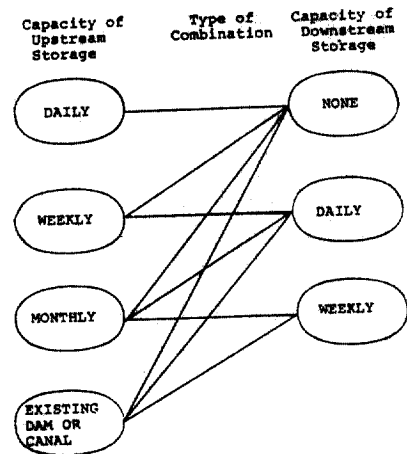 Capacity of
Upstream
Storage
Type of
Combination
Capacity of
Downstream
Storage
DAILY
NONE
WEEKLY
DAILY
MONTHLY
WEEKLY
EXISTING
DAM OR
CANAL